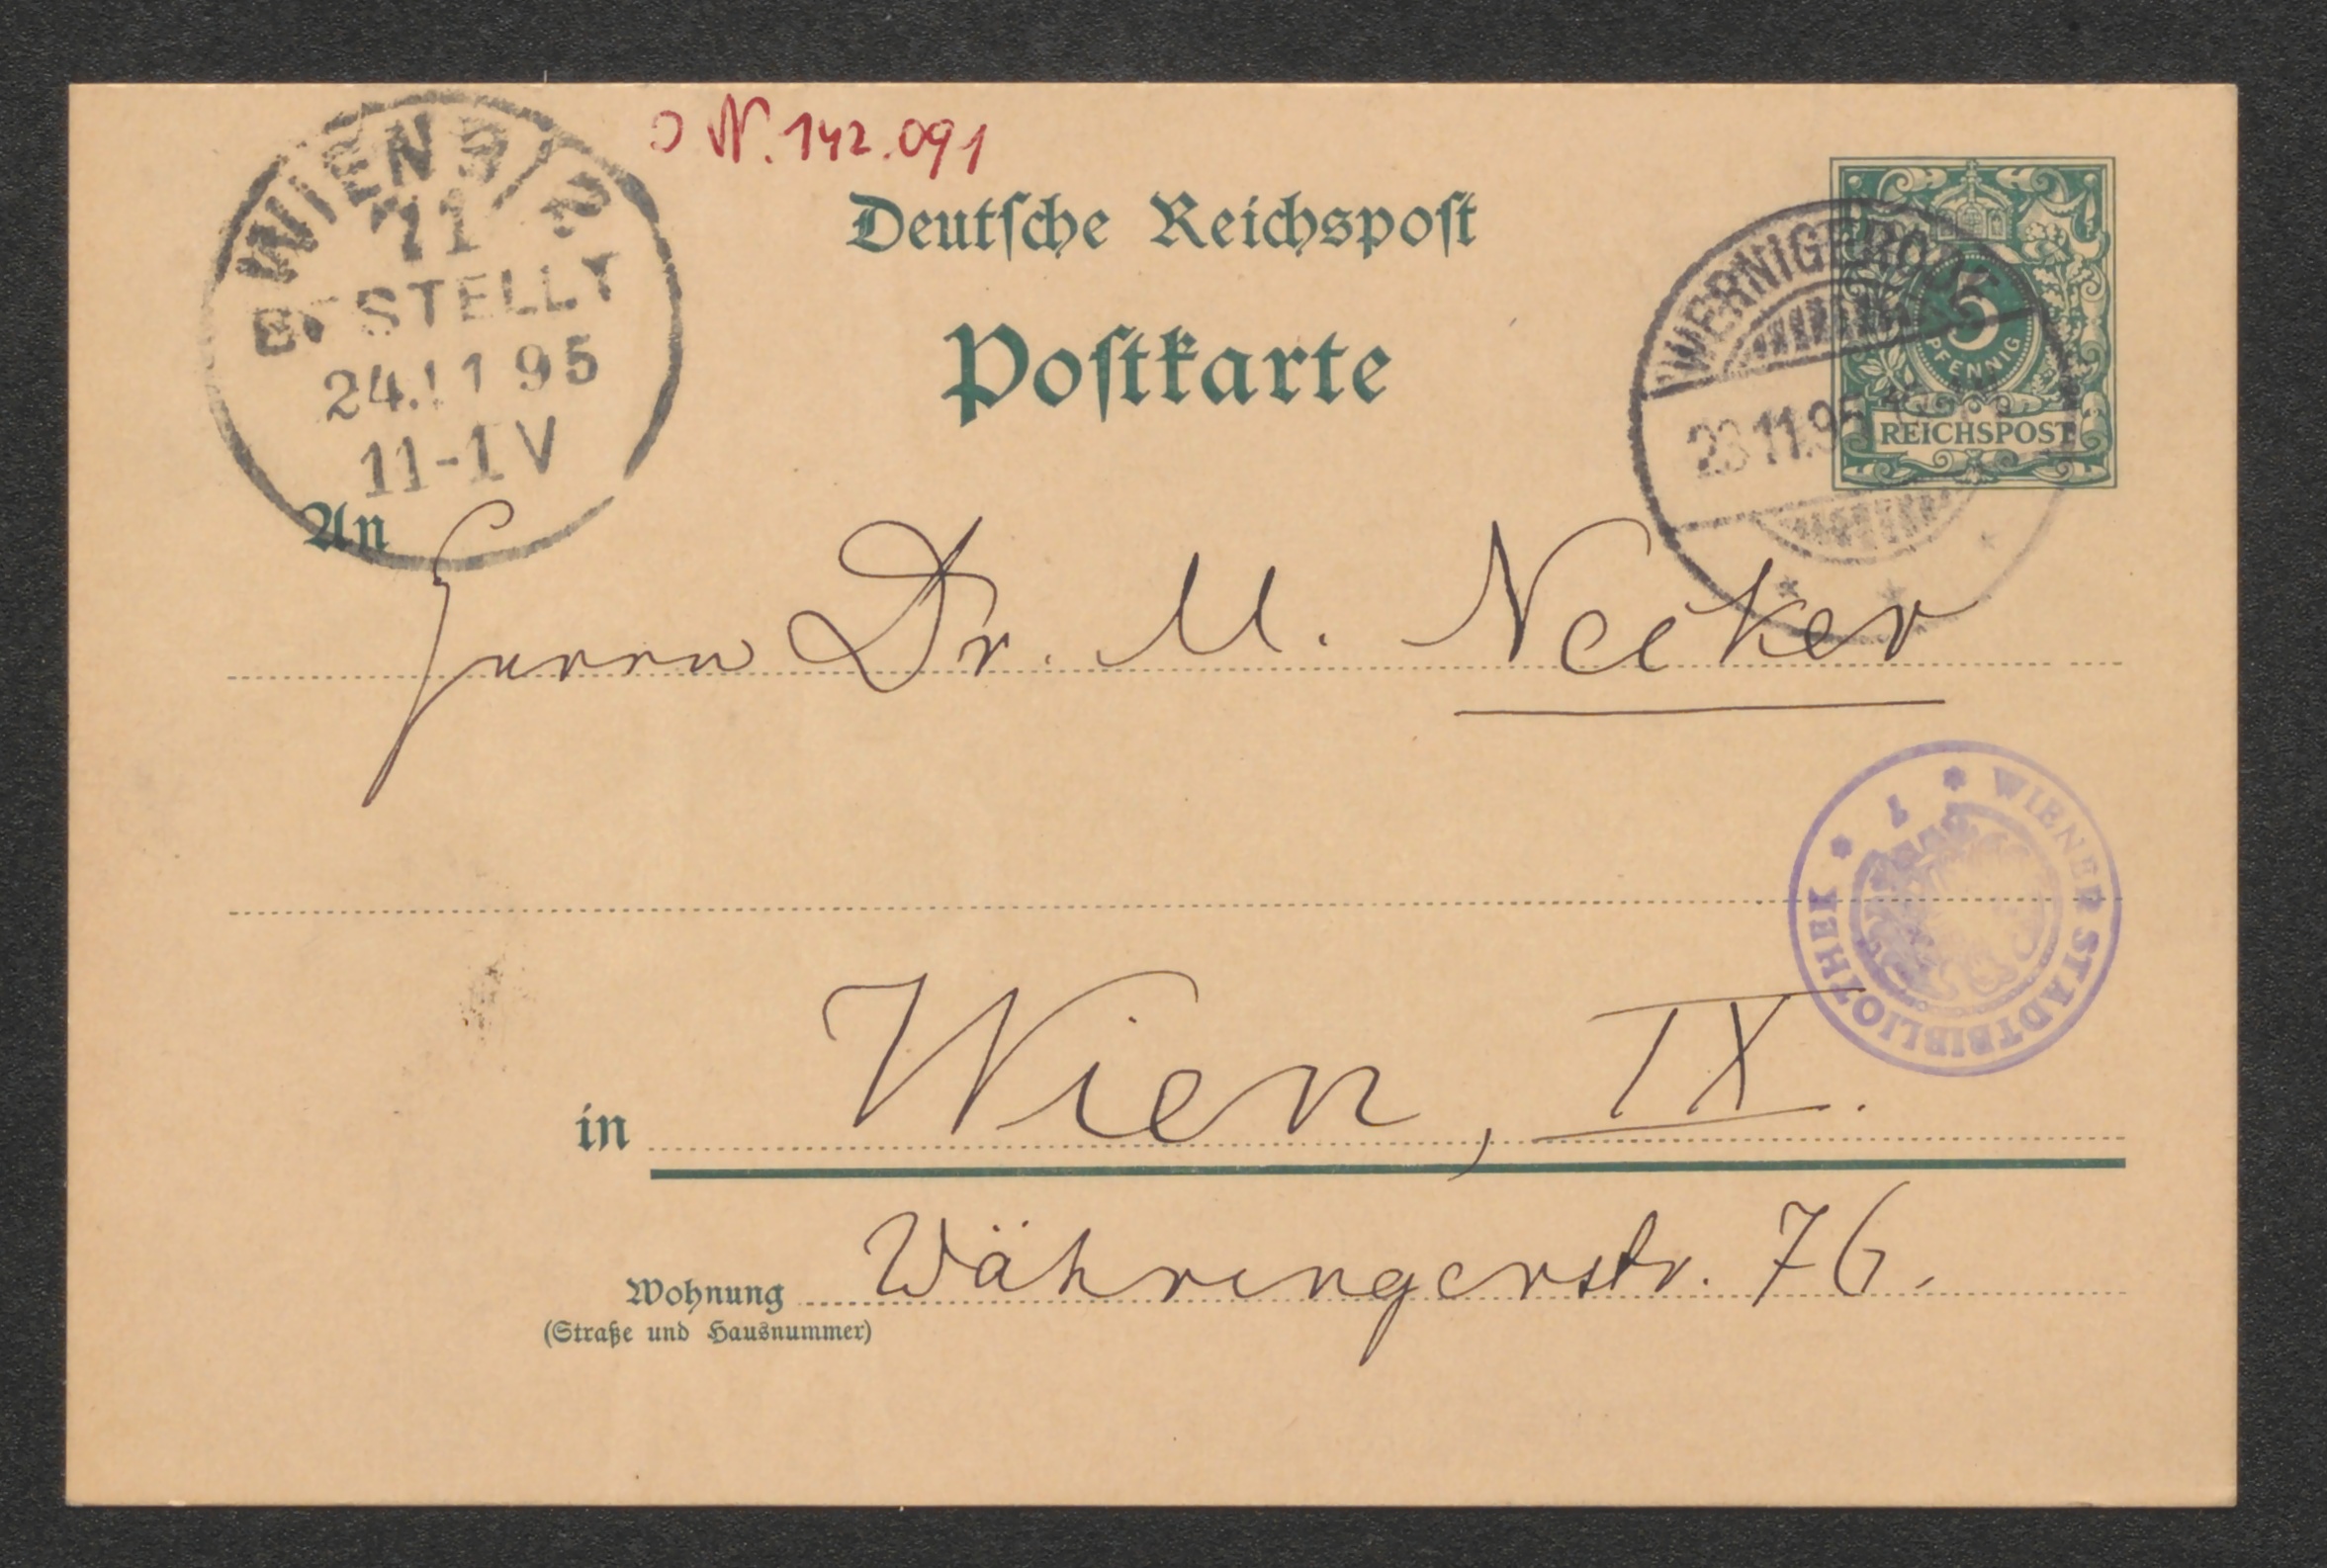 J N. 142.091
WIEN 9/2
71
BESTELLT
24.11 95
11-1 V
Deutsche Reichspost
Postkarte
WERNIGERODE
23 11.95
5
PFENNIG
REICHSPOST
An
Herrn Dr. M. Necker
* WIENER STADTBIBLIOTHEK *
in Wien, IX.
Wohnung Währingerstr. 76.
(Straße und Hausnummer)